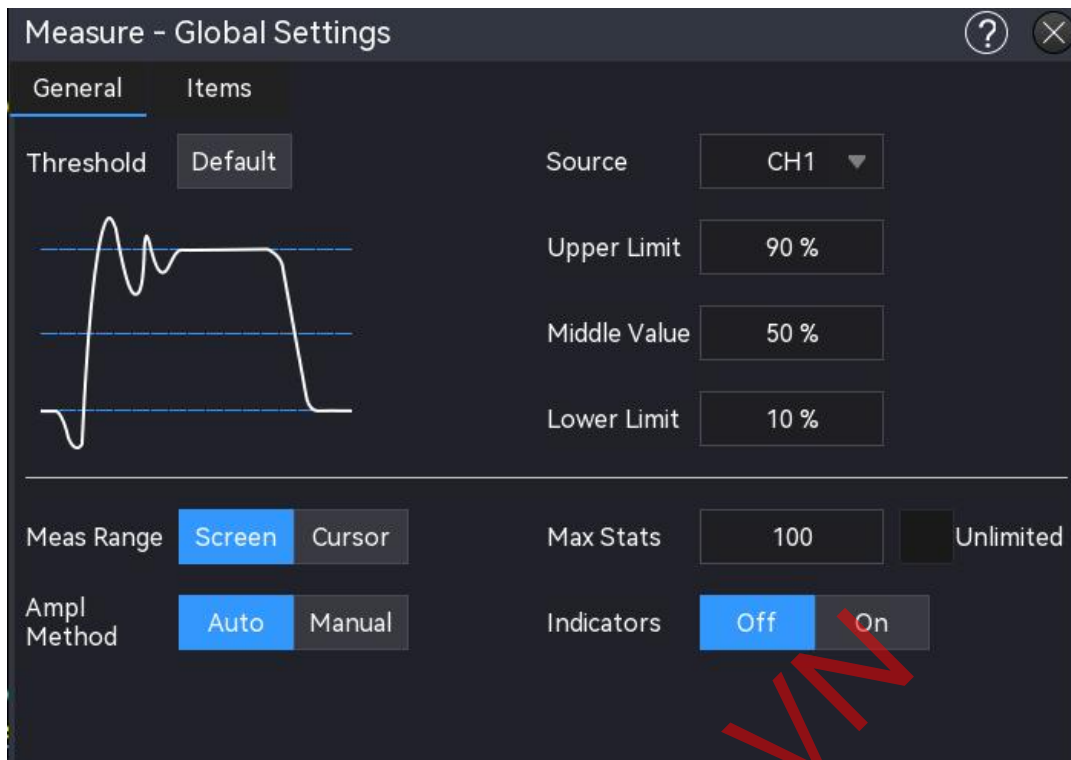 Measure - Global Settings ?
General Items
Threshold Default Source CH1
Upper Limit 90 %
Middle Value 50 %
Lower Limit 10 %
Meas Range Screen Cursor Max Stats 100 Unlimited
Ampl
Method Auto Manual Indicators Off On
VN